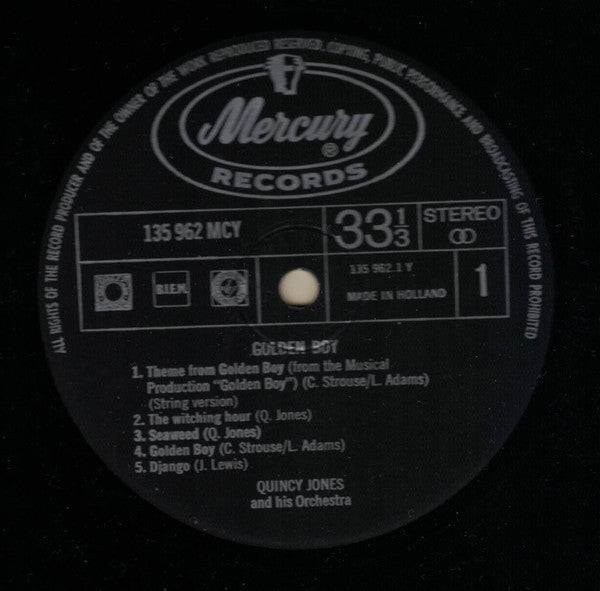 ALL RIGHTS OF THE RECORD PRODUCER AND OF THE OWNER OF THE WORK REPRODUCED RESERVED. COPYING, PUBLIC PERFORMANCE AND BROADCASTING OF THIS RECORD PROHIBITED
Mercury ®
RECORDS
135 962 MCY
33 1/3
STEREO
B.I.E.M.
135 962.1 Y
MADE IN HOLLAND
1
GOLDEN BOY
1. Theme from Golden Boy (from the Musical
Production "Golden Boy") (C. Strouse/L. Adams)
(String version)
2. The witching hour (Q. Jones)
3. Seaweed (Q. Jones)
4. Golden Boy (C. Strouse/L. Adams)
5. Django (J. Lewis)
QUINCY JONES
and his Orchestra